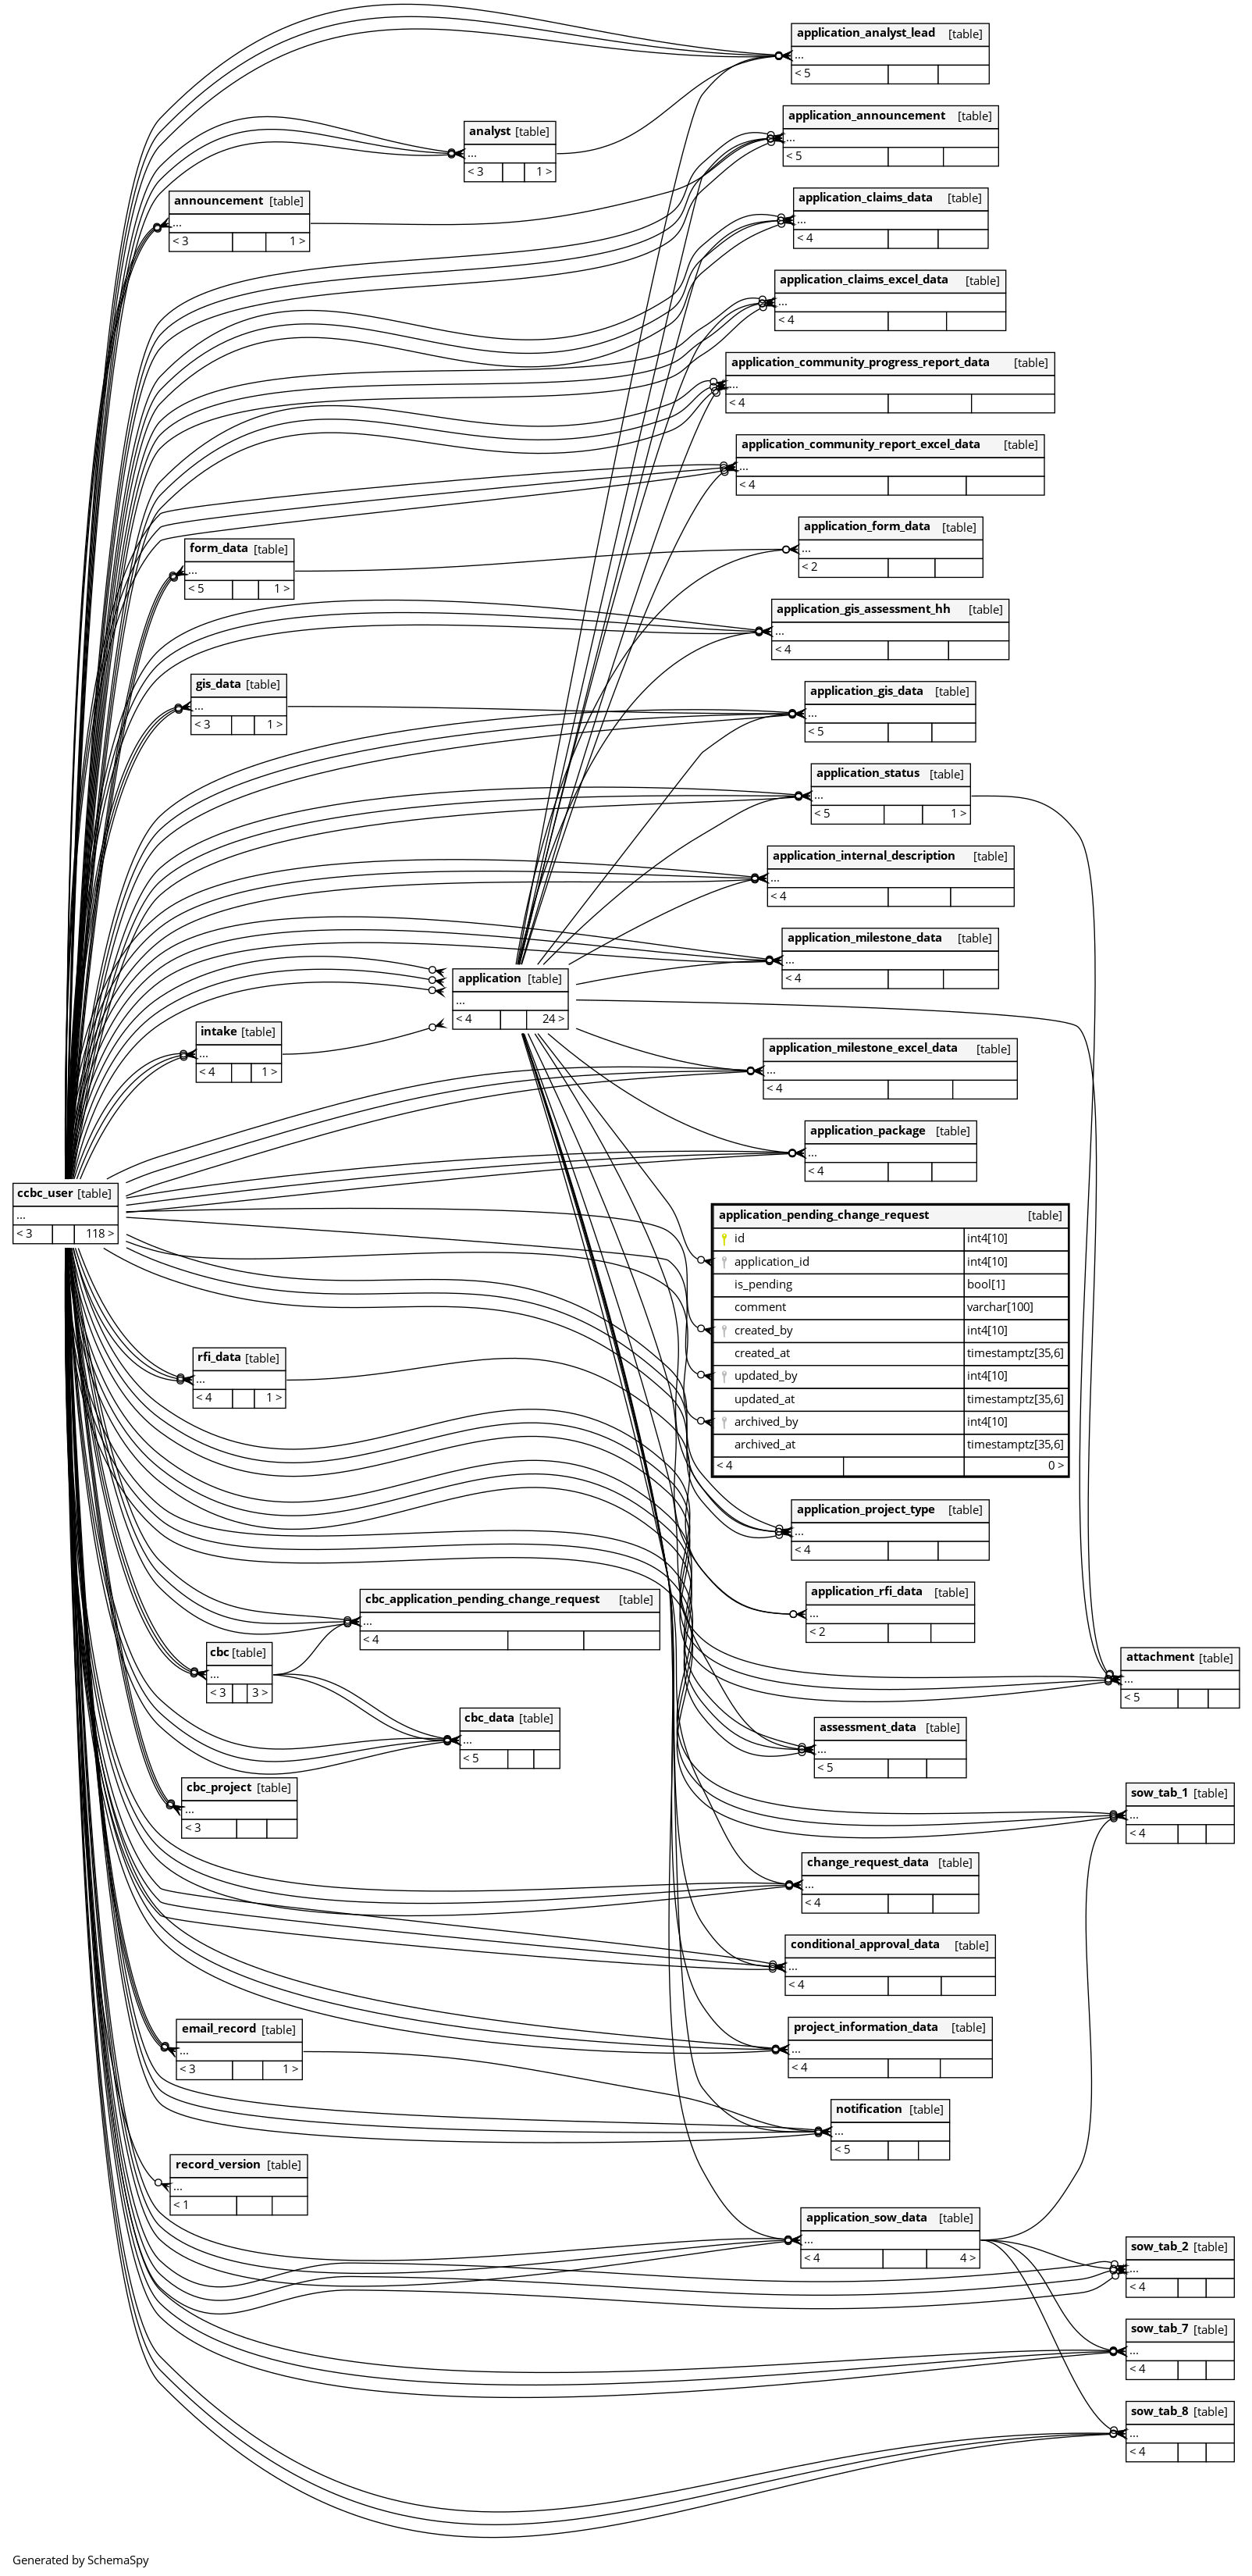 application_analyst_lead [table]
...
< 5
application_announcement [table]
...
< 5
analyst [table]
...
< 3 1 >
application_claims_data [table]
...
< 4
announcement [table]
...
< 3 1 >
application_claims_excel_data [table]
...
< 4
application_community_progress_report_data [table]
...
< 4
application_community_report_excel_data [table]
...
< 4
application_form_data [table]
...
< 2
form_data [table]
...
< 5 1 >
application_gis_assessment_hh [table]
...
< 4
gis_data [table]
...
< 3 1 >
application_gis_data [table]
...
< 5
application_status [table]
...
< 5 1 >
application_internal_description [table]
...
< 4
application_milestone_data [table]
...
< 4
application [table]
...
< 4 24 >
intake [table]
...
< 4 1 >
application_milestone_excel_data [table]
...
< 4
application_package [table]
...
< 4
ccbc_user [table]
...
< 3 118 >
application_pending_change_request [table]
id int4[10]
application_id int4[10]
is_pending bool[1]
comment varchar[100]
created_by int4[10]
created_at timestamptz[35,6]
updated_by int4[10]
updated_at timestamptz[35,6]
archived_by int4[10]
archived_at timestamptz[35,6]
< 4 0 >
rfi_data [table]
...
< 4 1 >
application_project_type [table]
...
< 4
application_rfi_data [table]
...
< 2
cbc_application_pending_change_request [table]
...
< 4
cbc [table]
...
< 3 3 >
attachment [table]
...
< 5
cbc_data [table]
...
< 5
assessment_data [table]
...
< 5
cbc_project [table]
...
< 3
sow_tab_1 [table]
...
< 4
change_request_data [table]
...
< 4
conditional_approval_data [table]
...
< 4
project_information_data [table]
...
< 4
email_record [table]
...
< 3 1 >
notification [table]
...
< 5
record_version [table]
...
< 1
application_sow_data [table]
...
< 4 4 >
sow_tab_2 [table]
...
< 4
sow_tab_7 [table]
...
< 4
sow_tab_8 [table]
...
< 4
Generated by SchemaSpy